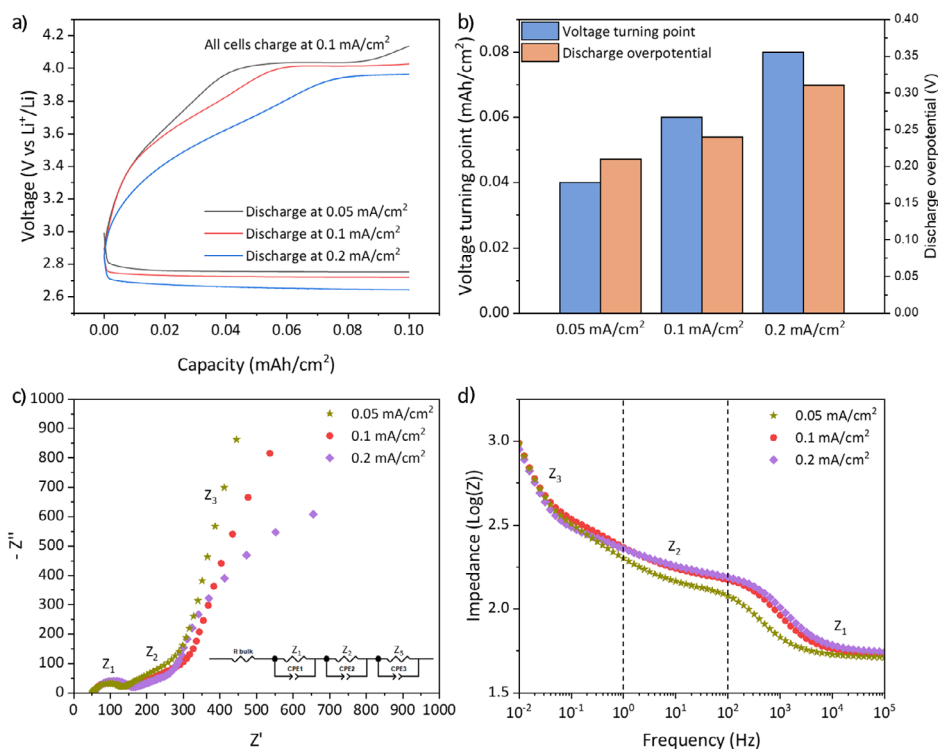 a)
All cells charge at 0.1 mA/cm²
Voltage (V vs Li⁺/Li)
4.2
4.0
3.8
3.6
3.4
3.2
3.0
2.8
2.6
Discharge at 0.05 mA/cm²
Discharge at 0.1 mA/cm²
Discharge at 0.2 mA/cm²
0.00 0.02 0.04 0.06 0.08 0.10
Capacity (mAh/cm²)
b)
Voltage turning point
Discharge overpotential
Voltage turning point (mAh/cm²)
0.08
0.06
0.04
0.02
0.00
0.40
0.35
0.30
0.25
0.20
0.15
0.10
0.05
0.00
Discharge overpotential (V)
0.05 mA/cm² 0.1 mA/cm² 0.2 mA/cm²
c)
- Z''
1000
900
800
700
600
500
400
300
200
100
0
0.05 mA/cm²
0.1 mA/cm²
0.2 mA/cm²
Z₃
Z₁
Z₂
R bulk Z₁ Z₂ Z₃
CPE1 CPE2 CPE3
0 100 200 300 400 500 600 700 800 900 1000
Z'
d)
Impedance (Log(Z))
3.0
2.5
2.0
1.5
0.05 mA/cm²
0.1 mA/cm²
0.2 mA/cm²
Z₃
Z₂
Z₁
10⁻² 10⁻¹ 10⁰ 10¹ 10² 10³ 10⁴ 10⁵
Frequency (Hz)